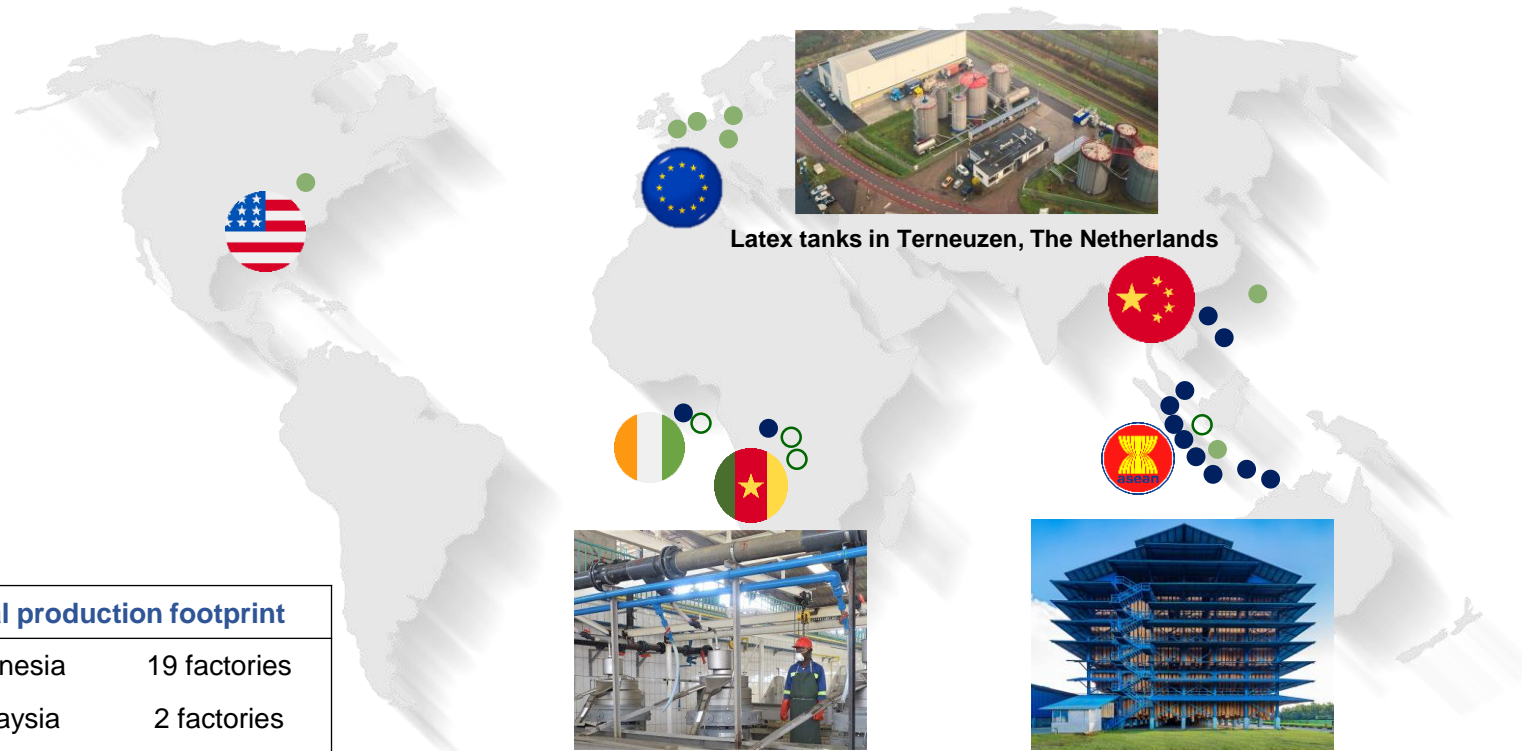 Latex tanks in Terneuzen, The Netherlands
asean
l production footprint
nesia 19 factories
aysia 2 factories